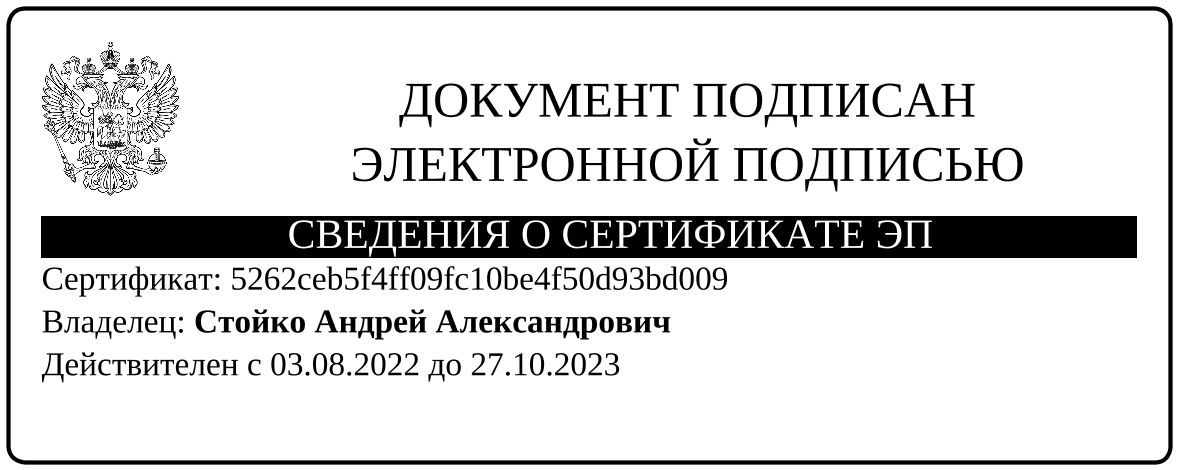 ДОКУМЕНТ ПОДПИСАН
ЭЛЕКТРОННОЙ ПОДПИСЬЮ
СВЕДЕНИЯ О СЕРТИФИКАТЕ ЭП
Сертификат: 5262ceb5f4ff09fc10be4f50d93bd009
Владелец: Стойко Андрей Александрович
Действителен с 03.08.2022 до 27.10.2023